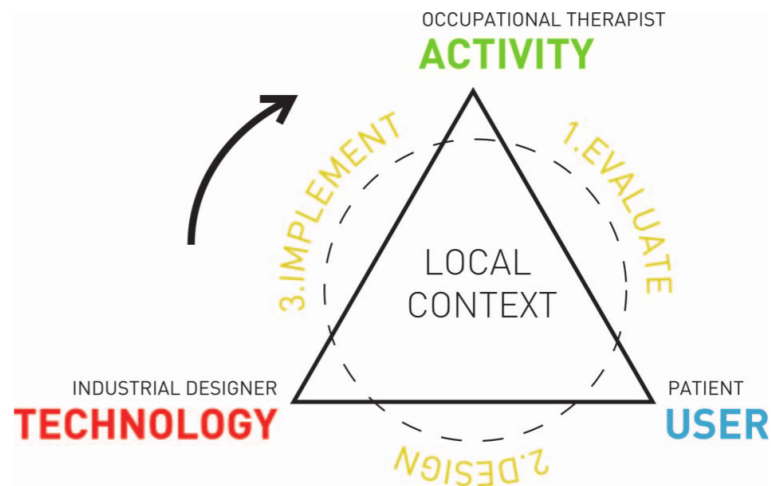 OCCUPATIONAL THERAPIST
ACTIVITY
1.EVALUATE
3.IMPLEMENT
LOCAL
CONTEXT
INDUSTRIAL DESIGNER
TECHNOLOGY
PATIENT
USER
2.DESIGN